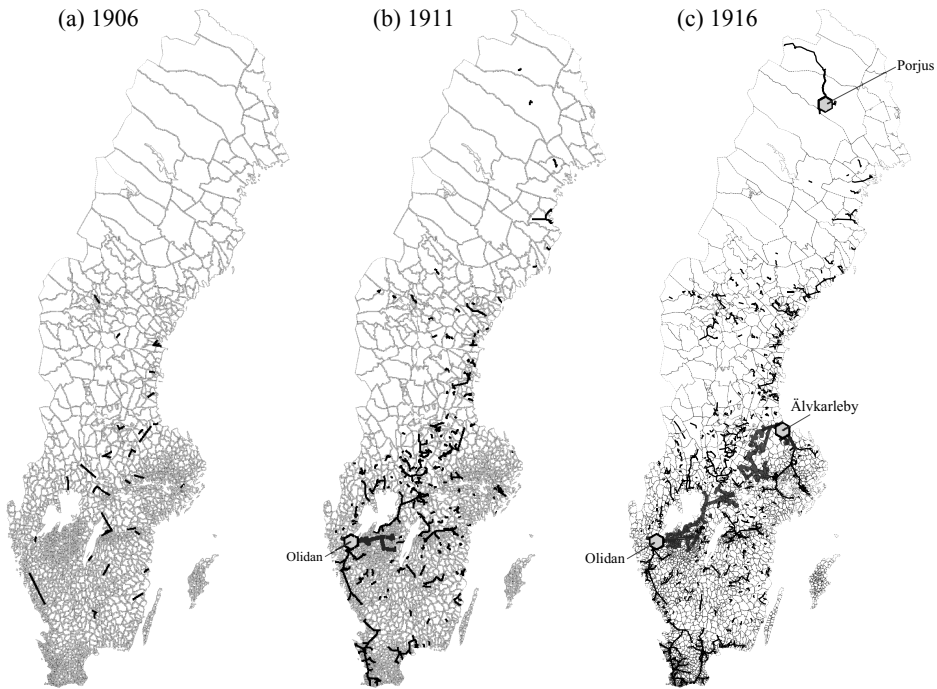 (a) 1906
(b) 1911
(c) 1916
Porjus
Älvkarleby
Olidan
Olidan